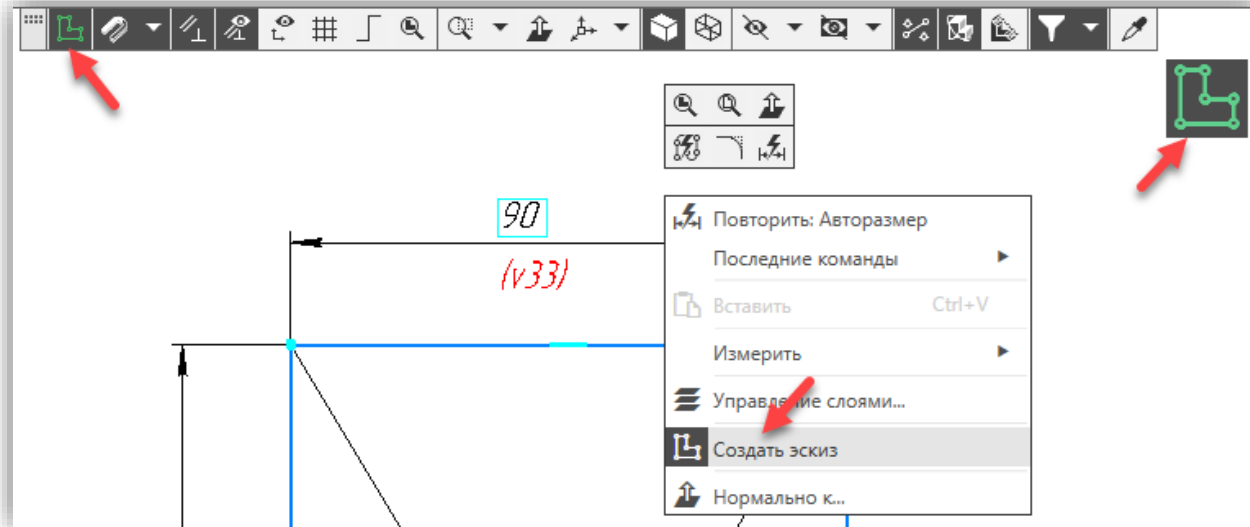 90
(v33)
Повторить: Авторазмер
Последние команды
Вставить Ctrl+V
Измерить
Управление слоями...
Создать эскиз
Нормально к...